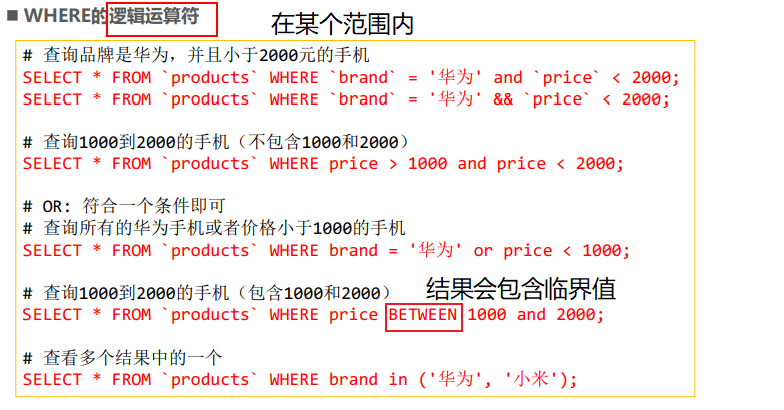 ■ WHERE的逻辑运算符
在某个范围内
# 查询品牌是华为，并且小于2000元的手机
SELECT * FROM `products` WHERE `brand` = '华为' and `price` < 2000;
SELECT * FROM `products` WHERE `brand` = '华为' && `price` < 2000;
# 查询1000到2000的手机（不包含1000和2000）
SELECT * FROM `products` WHERE price > 1000 and price < 2000;
# OR: 符合一个条件即可
# 查询所有的华为手机或者价格小于1000的手机
SELECT * FROM `products` WHERE brand = '华为' or price < 1000;
# 查询1000到2000的手机（包含1000和2000）
结果会包含临界值
SELECT * FROM `products` WHERE price BETWEEN 1000 and 2000;
# 查看多个结果中的一个
SELECT * FROM `products` WHERE brand in ('华为', '小米');